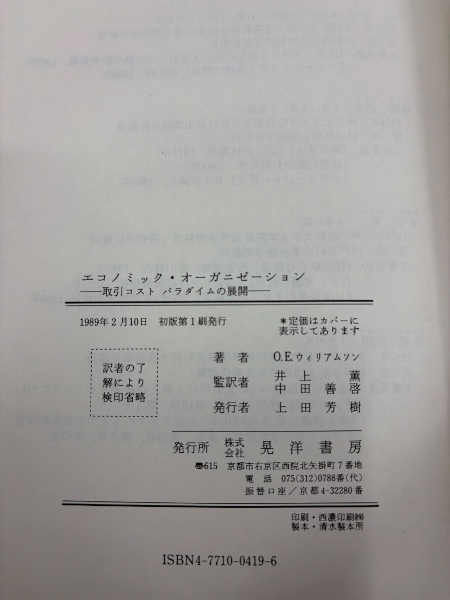 エコノミック・オーガニゼーション
——取引コスト パラダイムの展開——
1989年2月10日 初版第1刷発行
＊定価はカバーに
表示してあります
訳者の了
解により
検印省略
著者 O.E.ウィリアムソン
監訳者 井上薫
中田善啓
発行者 上田芳樹
発行所 株式会社 晃洋書房
〠615 京都市右京区西院北矢掛町7番地
電話 075(312)0788番(代)
振替口座/京都4-32280番
印刷・西濃印刷㈱
製本・清水製本所
ISBN4-7710-0419-6